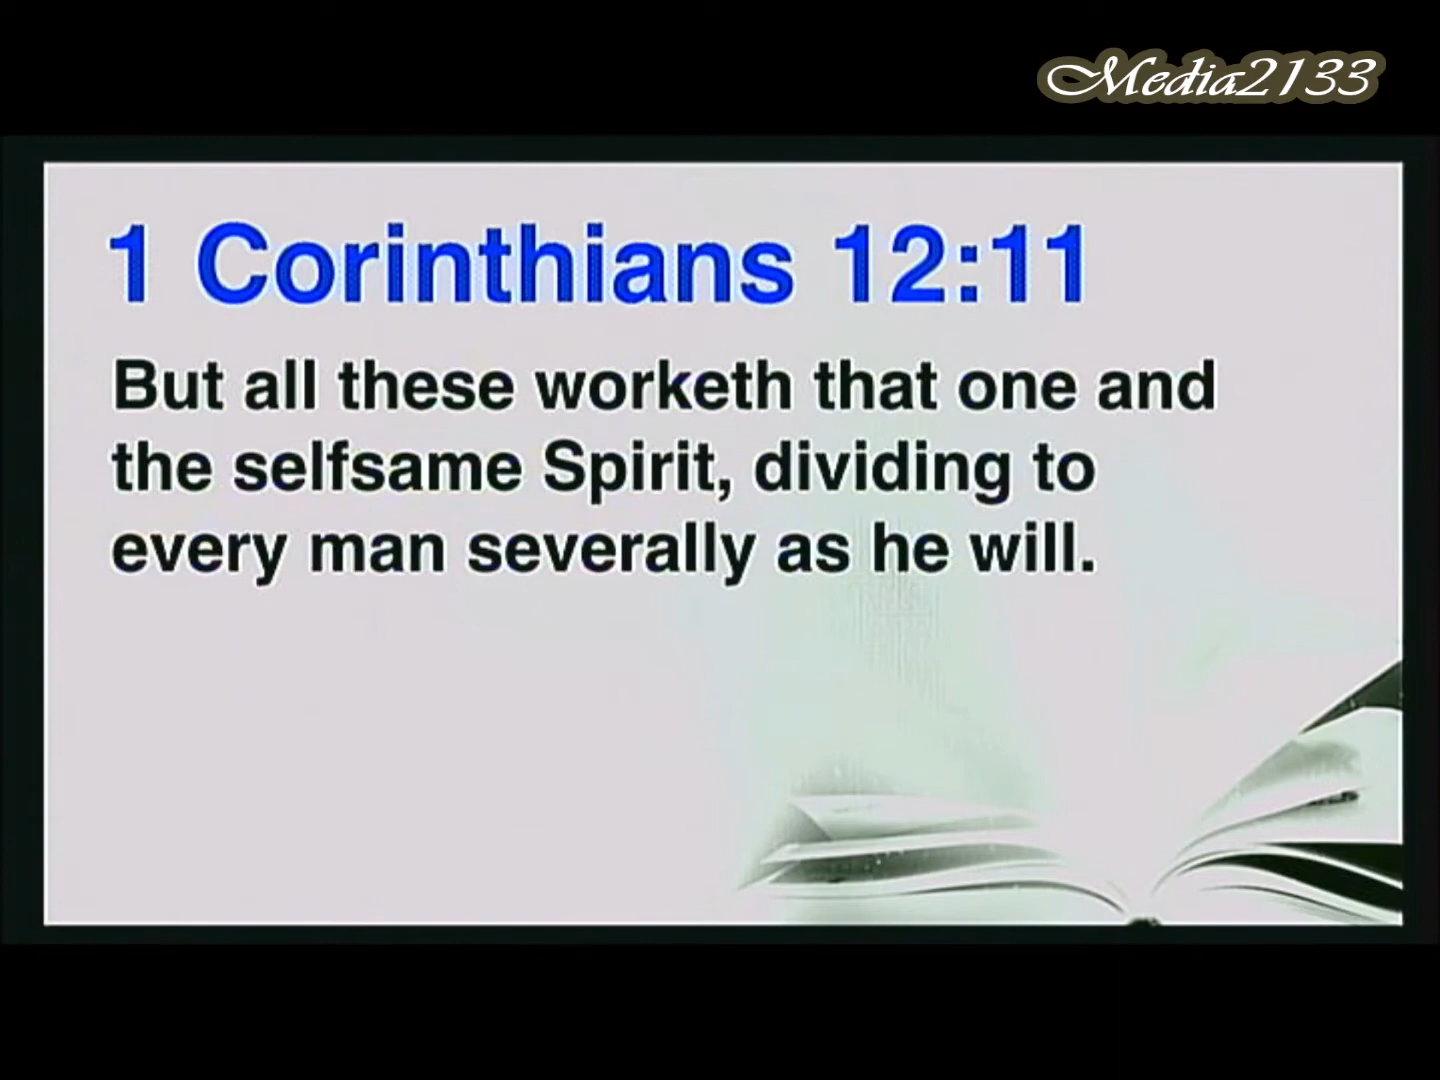 Media2133
1 Corinthians 12:11
But all these worketh that one and
the selfsame Spirit, dividing to
every man severally as he will.